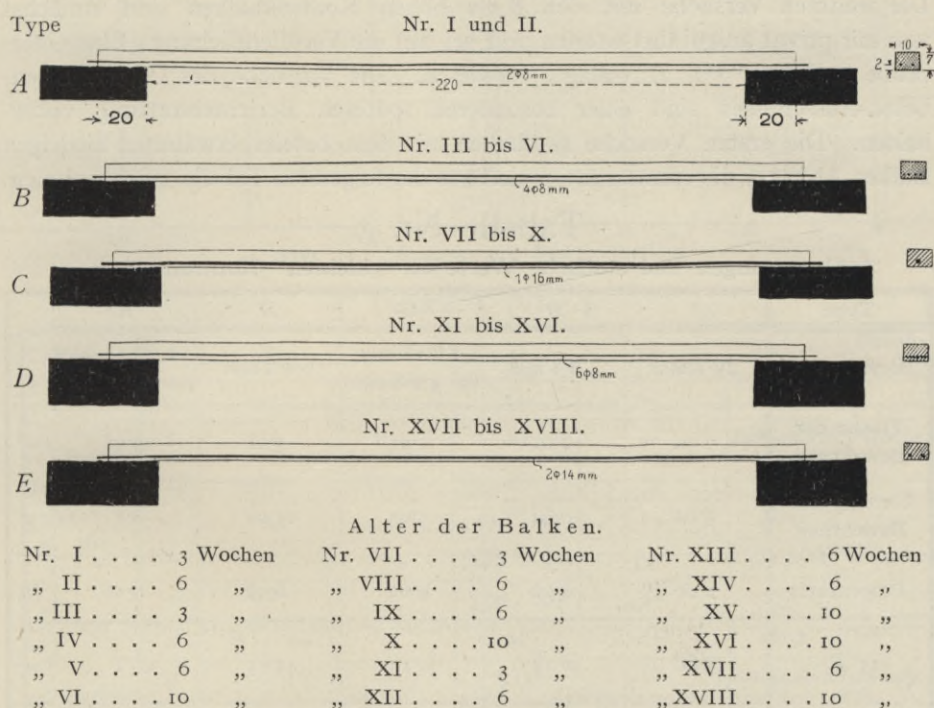 Type Nr. I und II.
10
2 7
A 2ϕ8mm
220
20 20
Nr. III bis VI.
B 4ϕ8mm
Nr. VII bis X.
C 1ϕ16mm
Nr. XI bis XVI.
D 6ϕ8mm
Nr. XVII bis XVIII.
E 2ϕ14mm
Alter der Balken.
Nr. I . . . . 3 Wochen Nr. VII . . . . 3 Wochen Nr. XIII . . . . 6 Wochen
„ II . . . . 6 „ „ VIII . . . . 6 „ „ XIV . . . . 6 „
„ III . . . . 3 „ „ IX . . . . 6 „ „ XV . . . . 10 „
„ IV . . . . 6 „ „ X . . . . 10 „ „ XVI . . . . 10 „
„ V . . . . 6 „ „ XI . . . . 3 „ „ XVII . . . . 6 „
„ VI . . . . 10 „ „ XII . . . . 6 „ „ XVIII . . . . 10 „